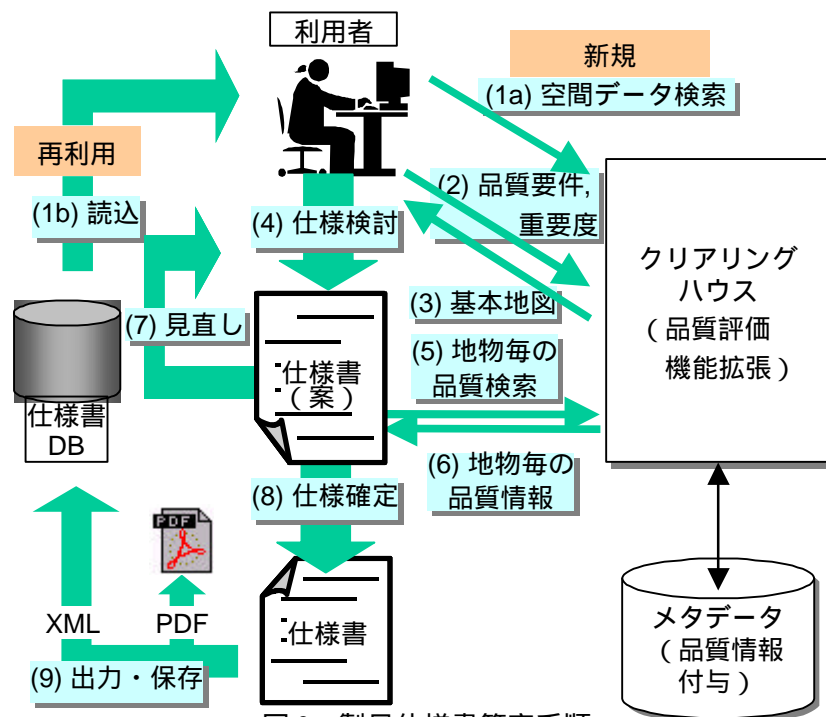 利用者
新規
(1a) 空間データ検索
再利用
(1b) 読込
(2) 品質要件,
重要度
(4) 仕様検討
クリアリング
ハウス
（品質評価
機能拡張）
(3) 基本地図
(7) 見直し
(5) 地物毎の
品質検索
仕様書
（案）
仕様書
DB
(6) 地物毎の
品質情報
(8) 仕様確定
PDF
XML
PDF
仕様書
メタデータ
（品質情報
付与）
(9) 出力・保存